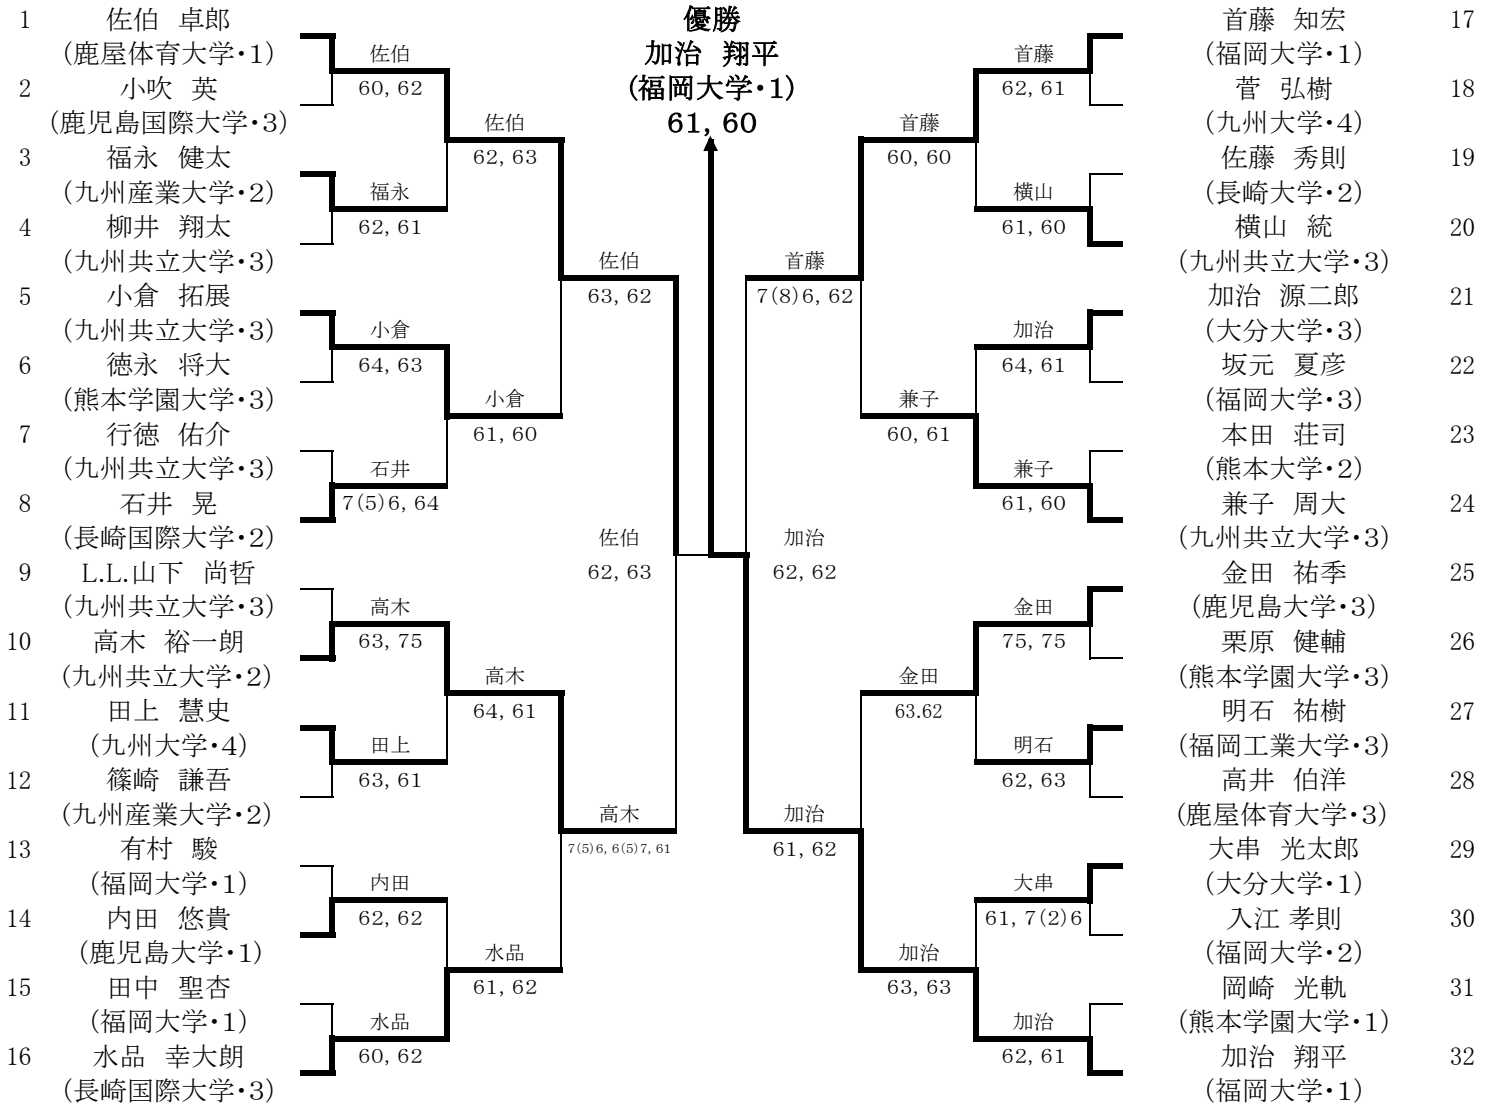 優勝
加治 翔平
(福岡大学・1)
61, 60
1 佐伯 卓郎
(鹿屋体育大学・1)
2 小吹 英
(鹿児島国際大学・3)
3 福永 健太
(九州産業大学・2)
4 柳井 翔太
(九州共立大学・3)
5 小倉 拓展
(九州共立大学・3)
6 徳永 将大
(熊本学園大学・3)
7 行徳 佑介
(九州共立大学・3)
8 石井 晃
(長崎国際大学・2)
9 L.L.山下 尚哲
(九州共立大学・3)
10 高木 裕一朗
(九州共立大学・2)
11 田上 慧史
(九州大学・4)
12 篠崎 謙吾
(九州産業大学・2)
13 有村 駿
(福岡大学・1)
14 内田 悠貴
(鹿児島大学・1)
15 田中 聖杏
(福岡大学・1)
16 水品 幸大朗
(長崎国際大学・3)
佐伯
60, 62
福永
62, 61
小倉
64, 63
石井
7(5)6, 64
高木
63, 75
田上
63, 61
内田
62, 62
水品
60, 62
佐伯
62, 63
小倉
61, 60
高木
64, 61
水品
61, 62
佐伯
63, 62
高木
7(5)6, 6(5)7, 61
佐伯
62, 63
加治
62, 62
首藤
7(8)6, 62
加治
61, 62
首藤
60, 60
兼子
60, 61
金田
63.62
加治
63, 63
首藤
62, 61
横山
61, 60
加治
64, 61
兼子
61, 60
金田
75, 75
明石
62, 63
大串
61, 7(2)6
加治
62, 61
首藤 知宏 17
(福岡大学・1)
菅 弘樹 18
(九州大学・4)
佐藤 秀則 19
(長崎大学・2)
横山 統 20
(九州共立大学・3)
加治 源二郎 21
(大分大学・3)
坂元 夏彦 22
(福岡大学・3)
本田 荘司 23
(熊本大学・2)
兼子 周大 24
(九州共立大学・3)
金田 祐季 25
(鹿児島大学・3)
栗原 健輔 26
(熊本学園大学・3)
明石 祐樹 27
(福岡工業大学・3)
高井 伯洋 28
(鹿屋体育大学・3)
大串 光太郎 29
(大分大学・1)
入江 孝則 30
(福岡大学・2)
岡崎 光軌 31
(熊本学園大学・1)
加治 翔平 32
(福岡大学・1)